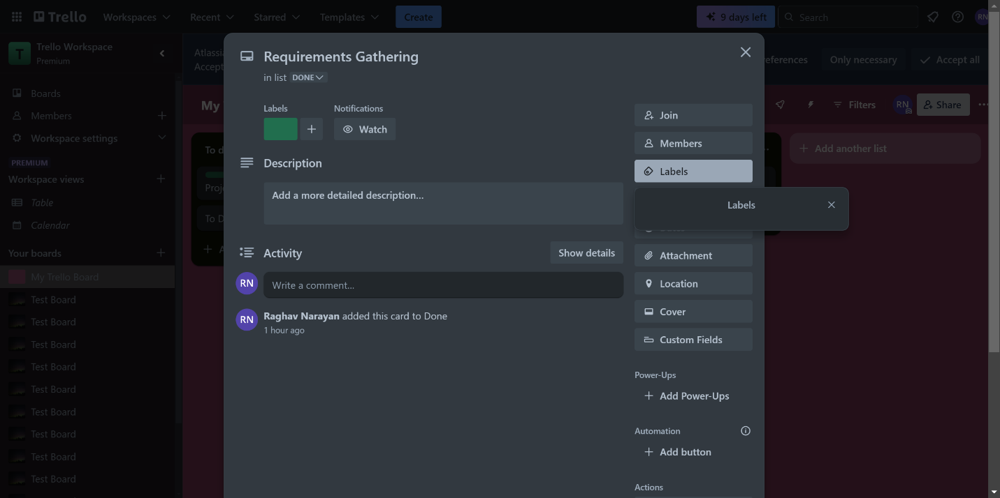 Trello
Workspaces
Recent
Starred
Templates
Create
9 days left
Search
RN
T
Trello Workspace
Premium
Boards
Members
Workspace settings
PREMIUM
Workspace views
Table
Calendar
Your boards
My Trello Board
Test Board
Test Board
Test Board
Test Board
Test Board
Test Board
Test Board
Test Board
Test Board
Only necessary
Accept all
Accept
My
Filters
RN
Share
To d
Proj
To D
Add another list
Requirements Gathering
in list DONE
Labels
Notifications
Watch
Description
Add a more detailed description...
Activity
Show details
RN
Write a comment...
RN
Raghav Narayan added this card to Done
1 hour ago
Join
Members
Labels
Labels
Attachment
Location
Cover
Custom Fields
Power-Ups
Add Power-Ups
Automation
Add button
Actions